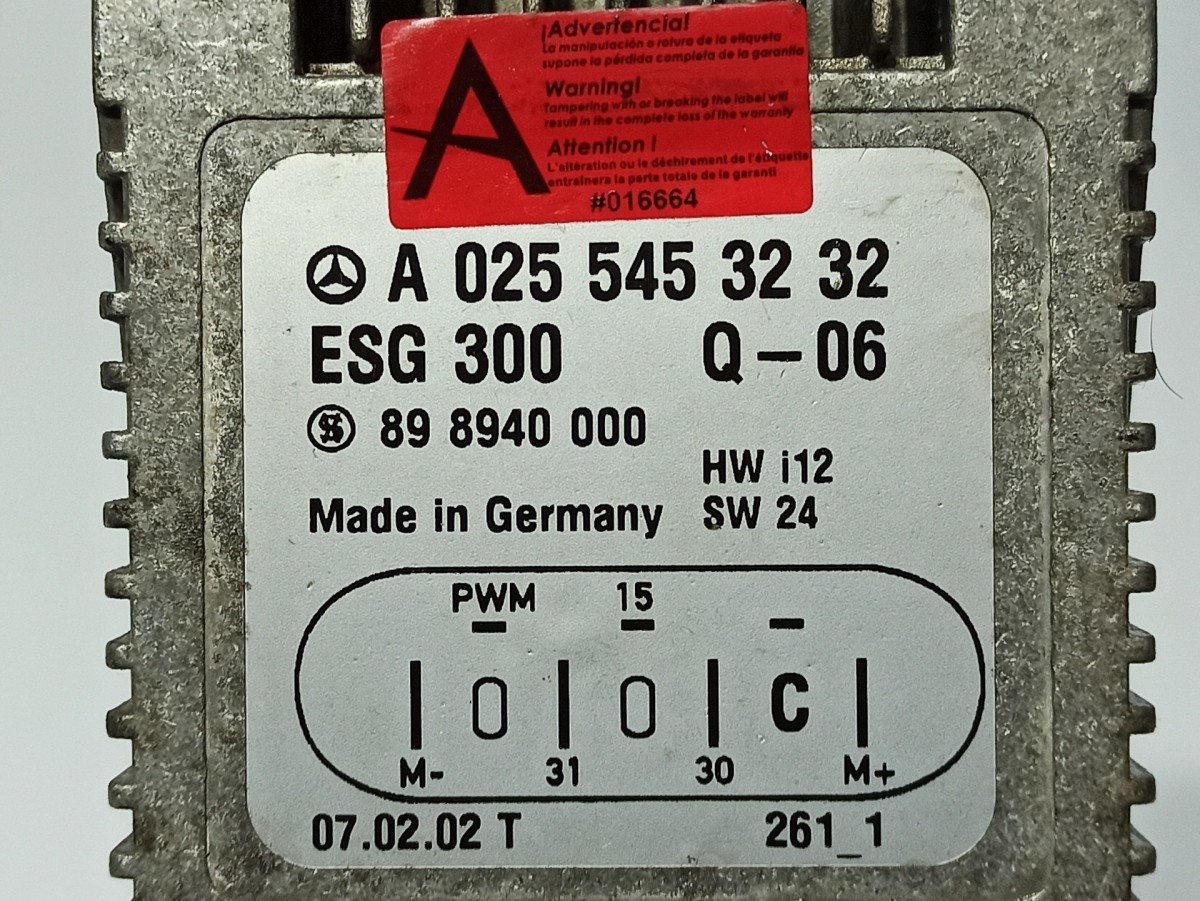 A
¡Advertencia!
La manipulación o rotura de la etiqueta
supone la pérdida completa de la garantía
Warning!
Tampering with or breaking the label will
result in the complete loss of the warranty
Attention !
L'altération ou le déchirement de l'étiquette
entraînera la perte totale de la garanti
#016664
A 025 545 32 32
ESG 300 Q-06
89 8940 000
HW i12
Made in Germany SW 24
PWM 15
0 0 C
M- 31 30 M+
07.02.02 T 261_1